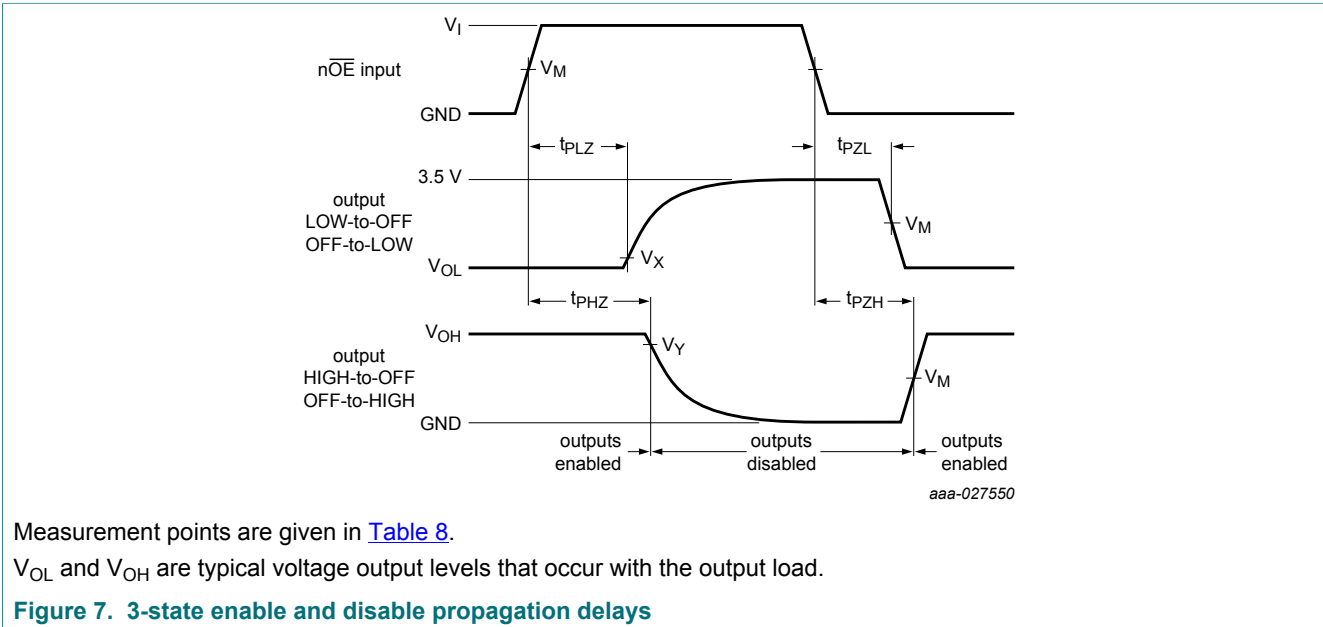 V_I
nO̅E̅ input
V_M
GND
t_PLZ
t_PZL
3.5 V
output
LOW-to-OFF
OFF-to-LOW
V_M
V_X
V_OL
t_PHZ
t_PZH
V_OH
V_Y
output
HIGH-to-OFF
OFF-to-HIGH
V_M
GND
outputs
enabled
outputs
disabled
outputs
enabled
aaa-027550
Measurement points are given in Table 8.
V_OL and V_OH are typical voltage output levels that occur with the output load.
Figure 7. 3-state enable and disable propagation delays